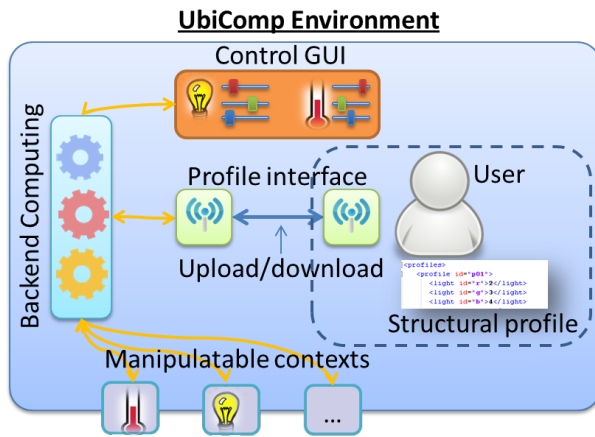 UbiComp Environment
Control GUI
Backend Computing
Profile interface
User
Upload/download
<profiles>
<profile id="p01">
<light id="r">2</light>
<light id="g">3</light>
<light id="b">4</light>
Structural profile
Manipulatable contexts
...